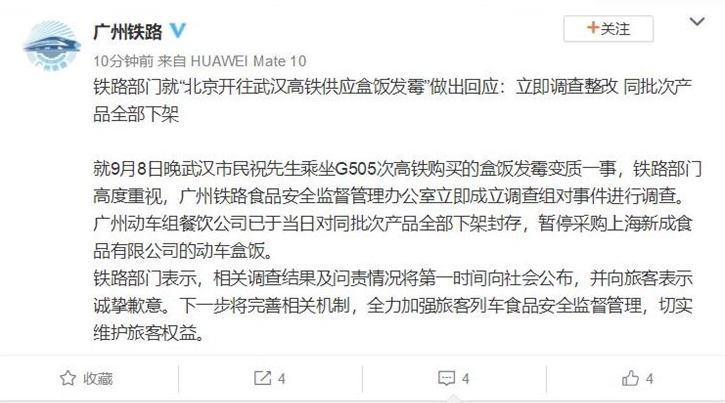 广州铁路
+关注
10分钟前 来自 HUAWEI Mate 10
铁路部门就“北京开往武汉高铁供应盒饭发霉”做出回应：立即调查整改 同批次产
品全部下架
就9月8日晚武汉市民祝先生乘坐G505次高铁购买的盒饭发霉变质一事，铁路部门
高度重视，广州铁路食品安全监督管理办公室立即成立调查组对事件进行调查。
广州动车组餐饮公司已于当日对同批次产品全部下架封存，暂停采购上海新成食
品有限公司的动车盒饭。
铁路部门表示，相关调查结果及问责情况将第一时间向社会公布，并向旅客表示
诚挚歉意。下一步将完善相关机制，全力加强旅客列车食品安全监督管理，切实
维护旅客权益。
收藏 4 4 4